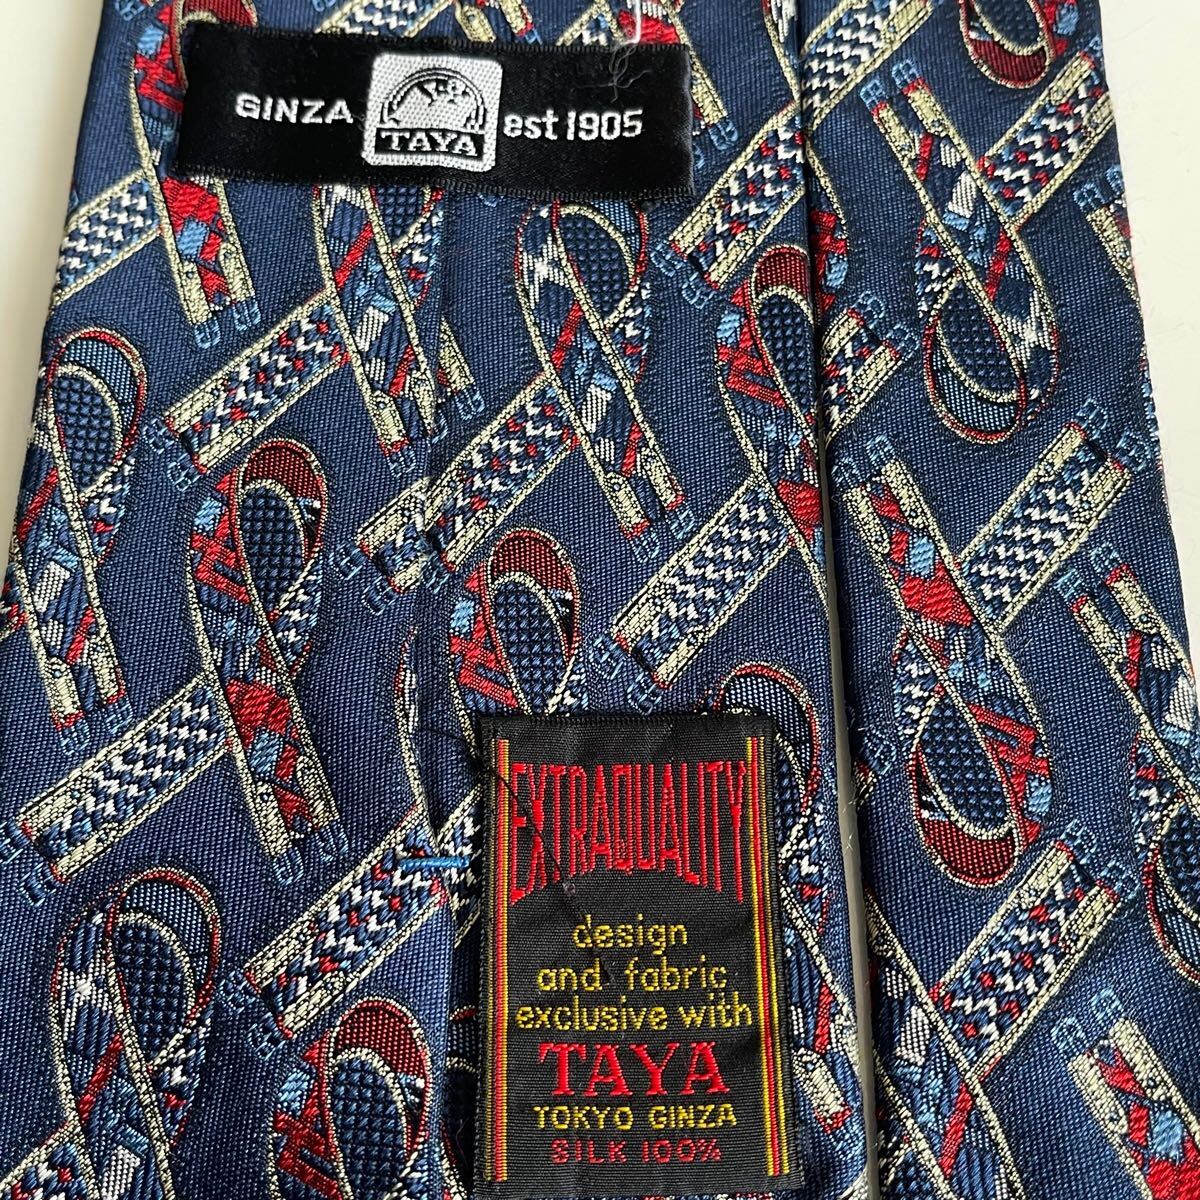 GINZA TAYA est 1905
EXTRAQUALITY
design
and fabric
exclusive with
TAYA
TOKYO GINZA
SILK 100%